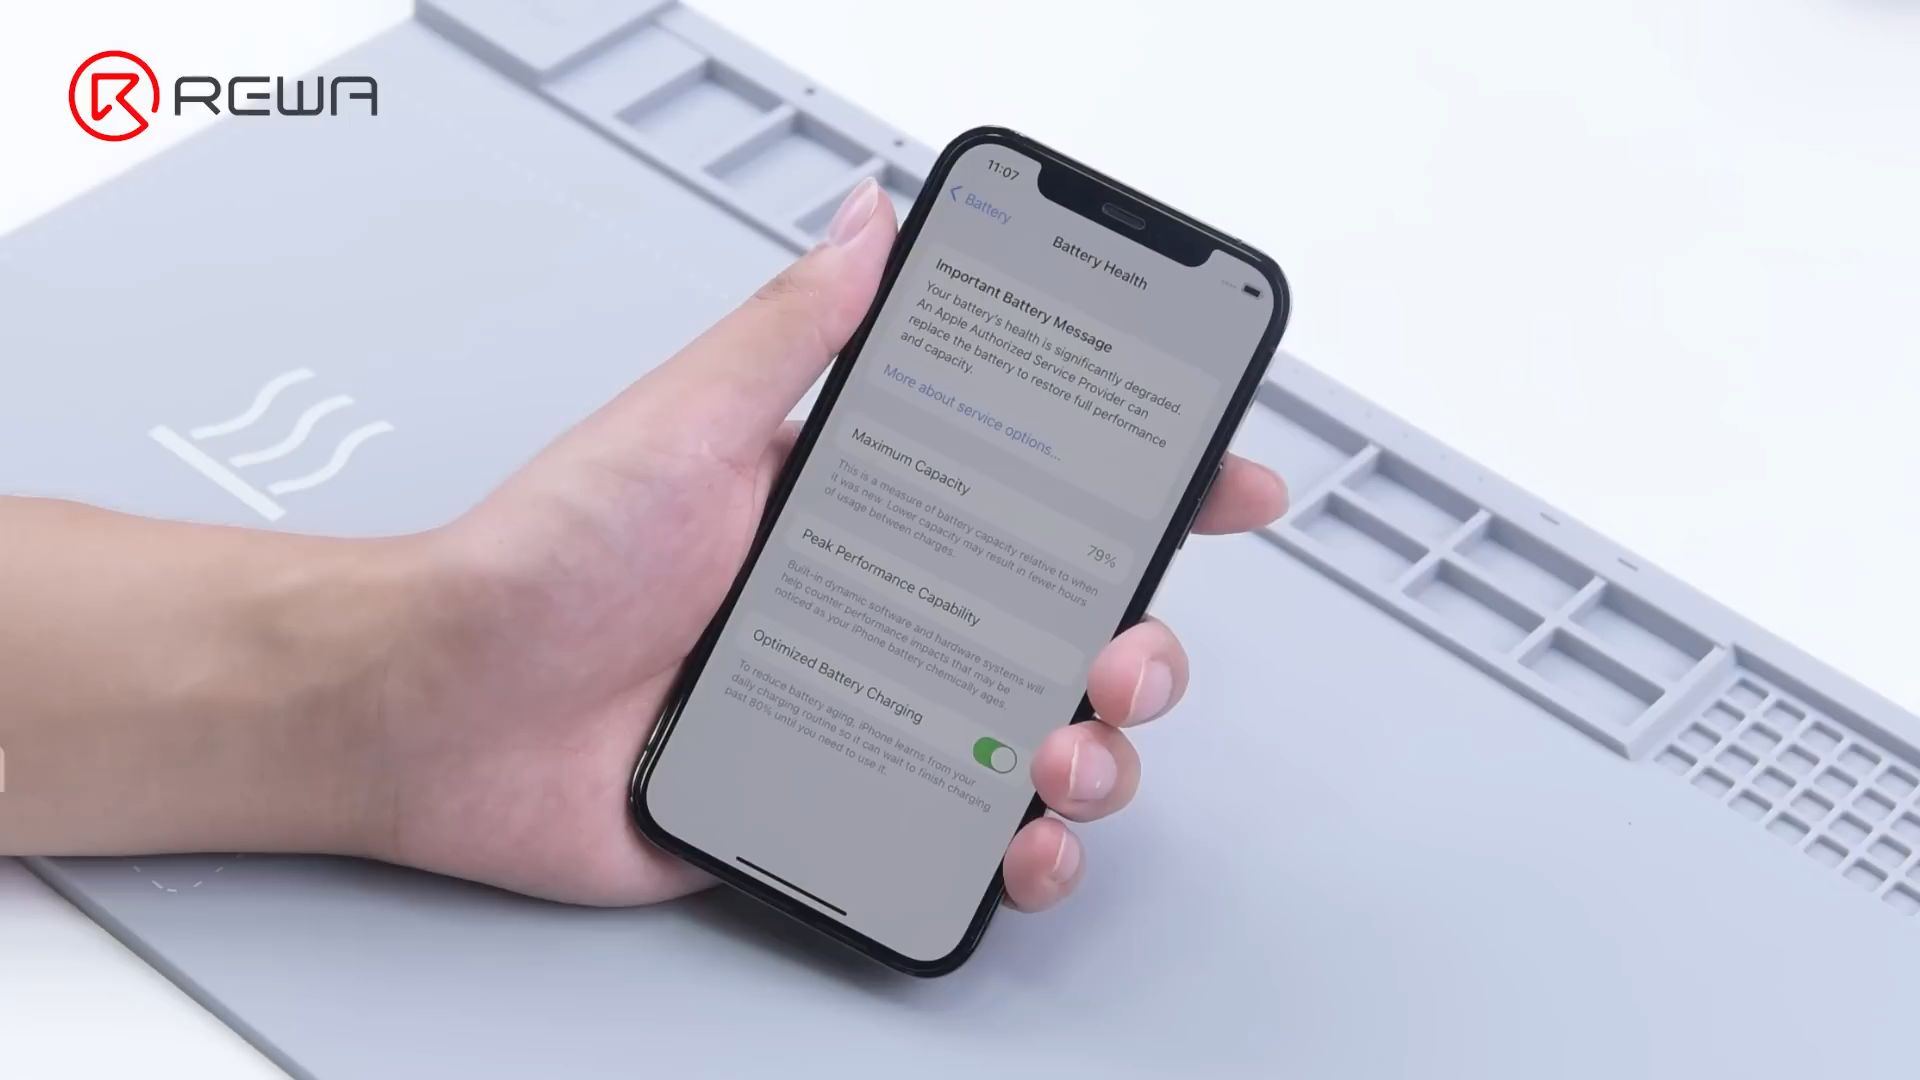 REWA
11:07
Battery
Battery Health
Important Battery Message
Your battery's health is significantly degraded.
An Apple Authorized Service Provider can
replace the battery to restore full performance
and capacity.
More about service options...
Maximum Capacity
79%
This is a measure of battery capacity relative to when
it was new. Lower capacity may result in fewer hours
of usage between charges.
Peak Performance Capability
Built-in dynamic software and hardware systems will
help counter performance impacts that may be
noticed as your iPhone battery chemically ages.
Optimized Battery Charging
To reduce battery aging, iPhone learns from your
daily charging routine so it can wait to finish charging
past 80% until you need to use it.